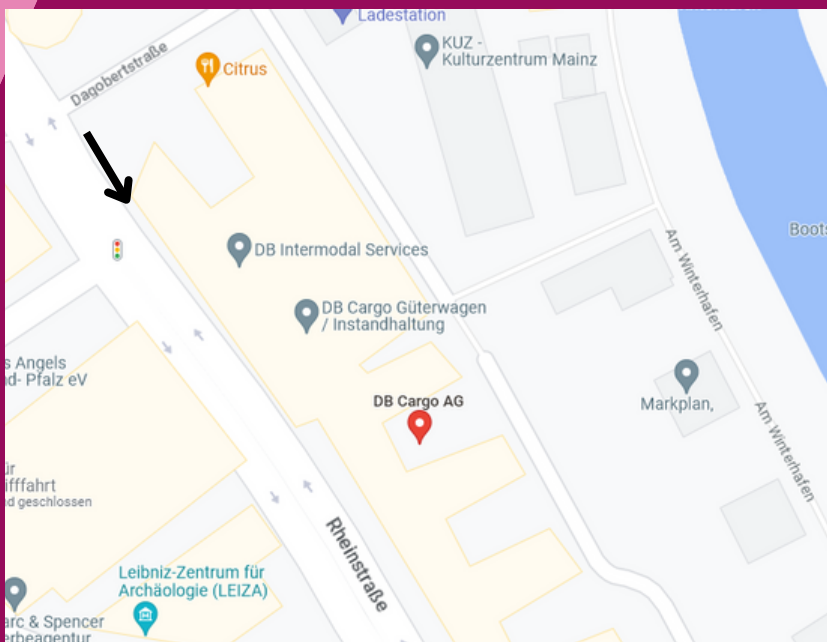 Ladestation
KUZ -
Kulturzentrum Mainz
Dagobertstraße
Citrus
Boots
DB Intermodal Services
Am Winterhafen
DB Cargo Güterwagen
/ Instandhaltung
s Angels
d- Pfalz eV
DB Cargo AG
Markplan,
Am Winterhafen
ür
ifffahrt
d geschlossen
Rheinstraße
Leibniz-Zentrum für
Archäologie (LEIZA)
arc & Spencer
rbeagentur